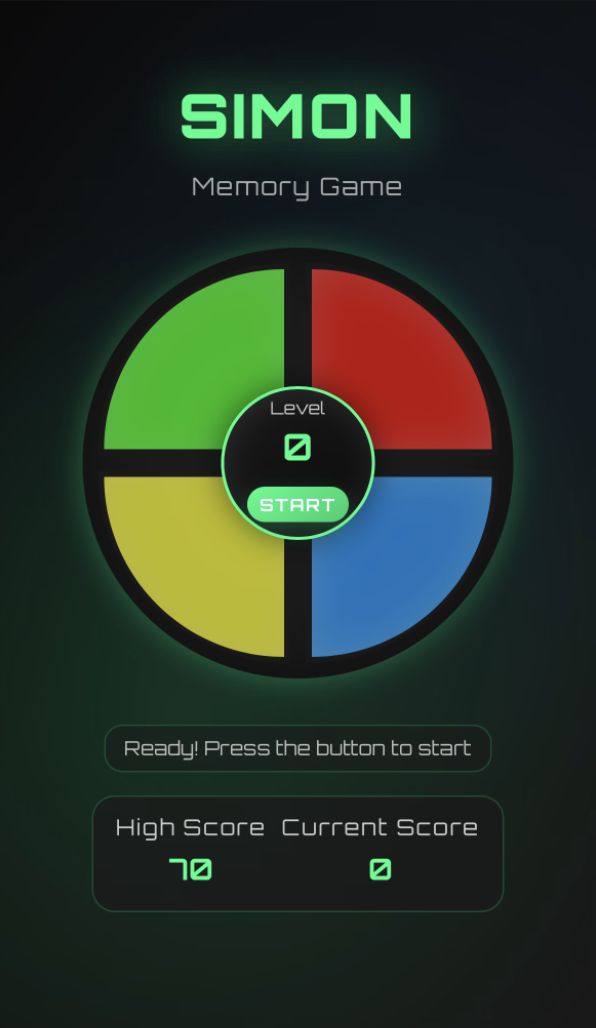 SIMON
Memory Game
Level
0
START
Ready! Press the button to start
High Score Current Score
70 0